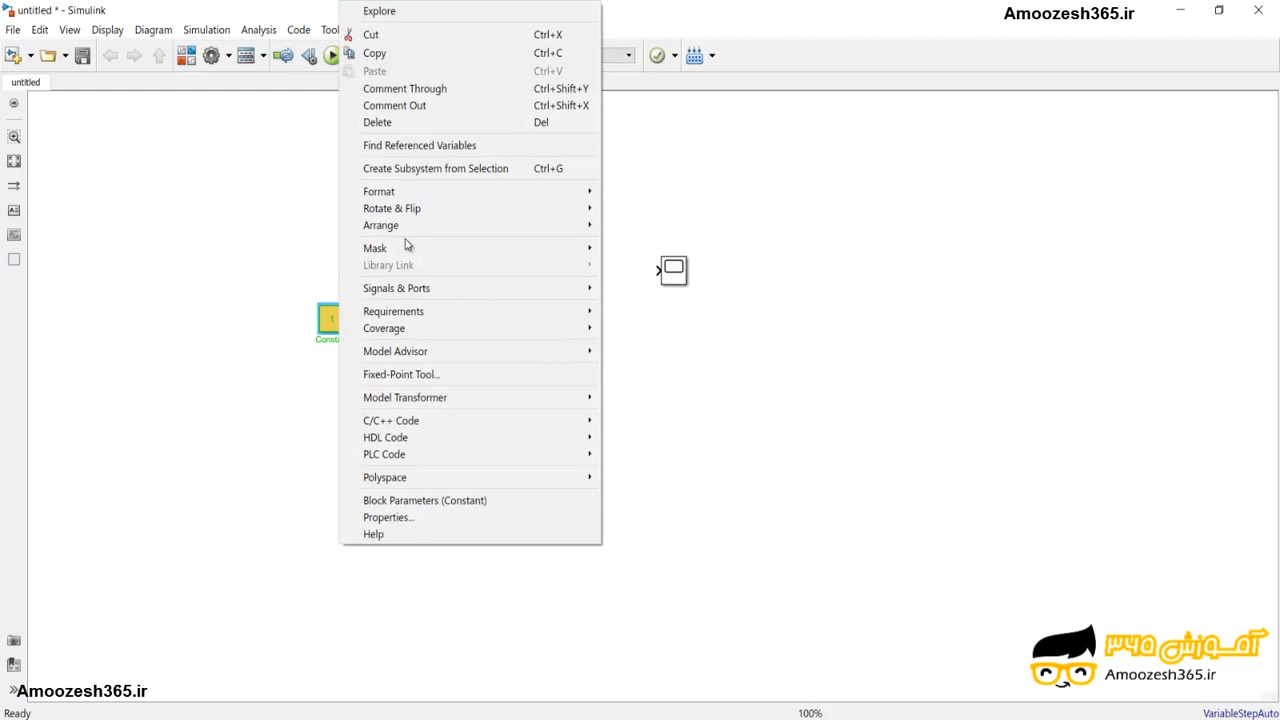 untitled * - Simulink
Amoozesh365.ir
File Edit View Display Diagram Simulation Analysis Code Tool
untitled
Explore
Cut Ctrl+X
Copy Ctrl+C
Paste Ctrl+V
Comment Through Ctrl+Shift+Y
Comment Out Ctrl+Shift+X
Delete Del
Find Referenced Variables
Create Subsystem from Selection Ctrl+G
Format
Rotate & Flip
Arrange
Mask
Library Link
Signals & Ports
Requirements
Coverage
Model Advisor
Fixed-Point Tool...
Model Transformer
C/C++ Code
HDL Code
PLC Code
Polyspace
Block Parameters (Constant)
Properties...
Help
1
Consta
آموزش ۳۶۵
Amoozesh365.ir
Amoozesh365.ir
Ready 100% VariableStepAuto